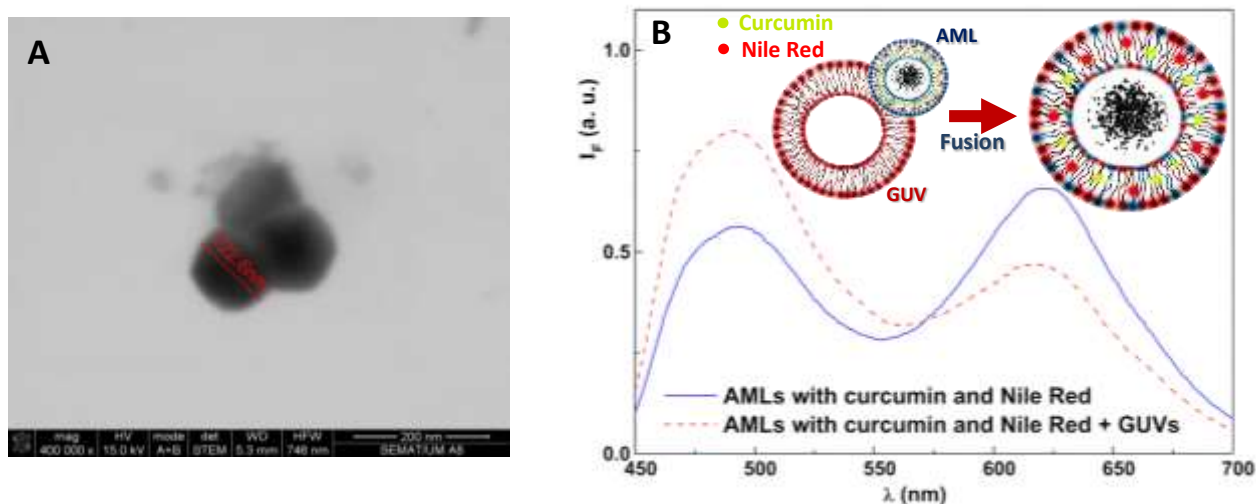 A
mag
HV
mode
det
WD
HFW
200 nm
400 000 x
15.0 kV
A+B
STEM
5.3 mm
746 nm
SEMATIUM A5
B
Curcumin
Nile Red
AML
Fusion
GUV
I_F (a. u.)
1.0
0.5
0.0
AMLs with curcumin and Nile Red
AMLs with curcumin and Nile Red + GUVs
450 500 550 600 650 700
λ (nm)